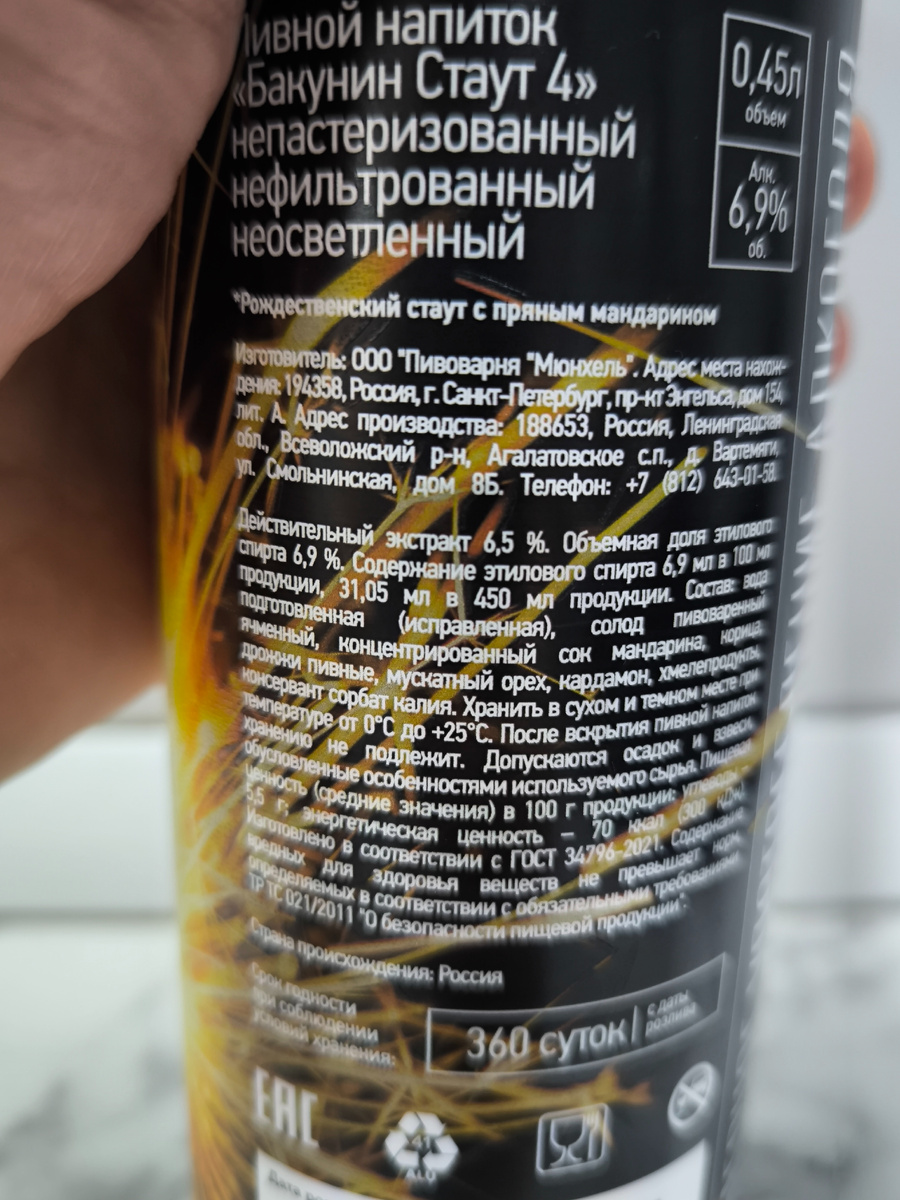 Пивной напиток
«Бакунин Стаут 4»
непастеризованный
нефильтрованный
неосветленный
0,45л
объем
Алк.
6,9%
об.
*Рождественский стаут с пряным мандарином
Изготовитель: ООО "Пивоварня "Мюнхель". Адрес места нахож-
дения: 194358, Россия, г. Санкт-Петербург, пр-кт Энгельса, дом 154,
лит. А. Адрес производства: 188653, Россия, Ленинградская
обл., Всеволожский р-н, Агалатовское с.п., д. Вартемяги,
ул. Смольнинская, дом 8Б. Телефон: +7 (812) 643-01-58.
Действительный экстракт 6,5 %. Объемная доля этилового
спирта 6,9 %. Содержание этилового спирта 6,9 мл в 100 мл
продукции, 31,05 мл в 450 мл продукции. Состав: вода
подготовленная (исправленная), солод пивоваренный
ячменный, концентрированный сок мандарина, корица,
дрожжи пивные, мускатный орех, кардамон, хмелепродукты,
консервант сорбат калия. Хранить в сухом и темном месте при
температуре от 0°С до +25°С. После вскрытия пивной напиток
хранению не подлежит. Допускаются осадок и взвеси,
обусловленные особенностями используемого сырья. Пищевая
ценность (средние значения) в 100 г продукции: углеводы –
5,5 г; энергетическая ценность – 70 ккал (300 кДж).
Изготовлено в соответствии с ГОСТ 34796-2021. Содержание
вредных для здоровья веществ не превышает норм,
определяемых в соответствии с обязательными требованиями
ТР ТС 021/2011 "О безопасности пищевой продукции".
Страна происхождения: Россия
Срок годности
при соблюдении
условий хранения:
360 суток
с даты
розлива
EAC
41
ALU
Дата